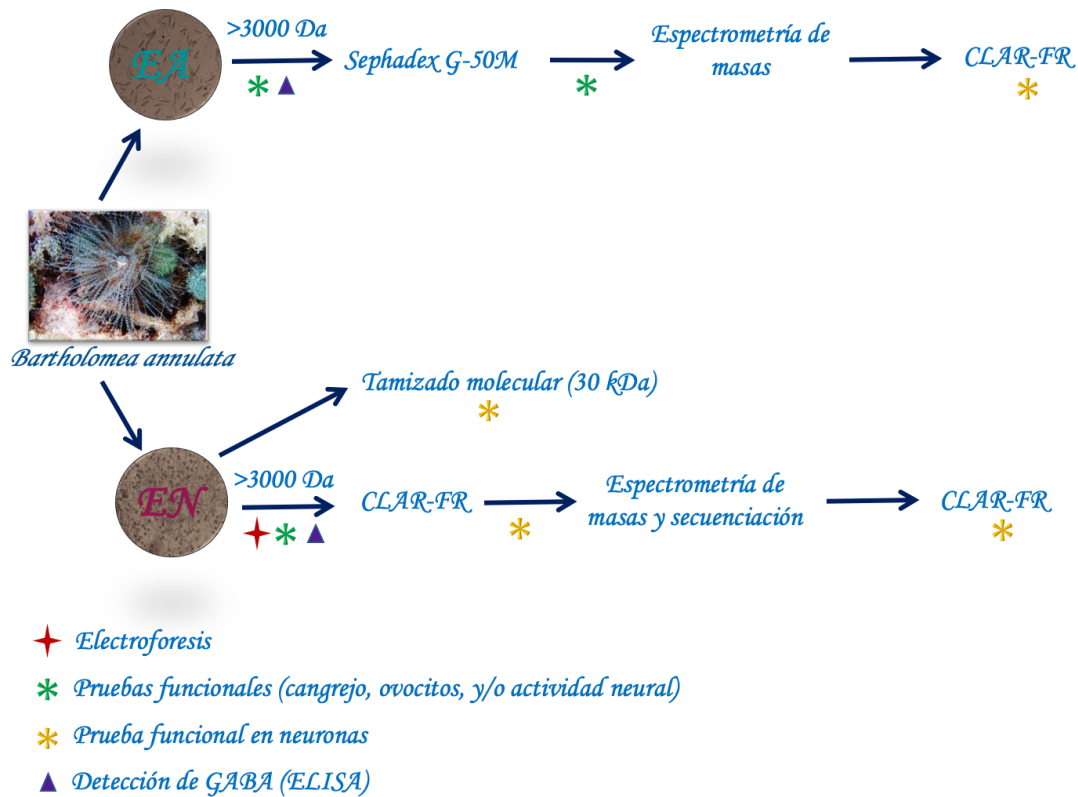 EA
>3000 Da
Sephadex G-50M
Espectrometría de
masas
CLAR-FR
Bartholomea annulata
Tamizado molecular (30 kDa)
EN
>3000 Da
CLAR-FR
Espectrometría de
masas y secuenciación
CLAR-FR
Electroforesis
Pruebas funcionales (cangrejo, ovocitos, y/o actividad neural)
Prueba funcional en neuronas
Detección de GABA (ELISA)